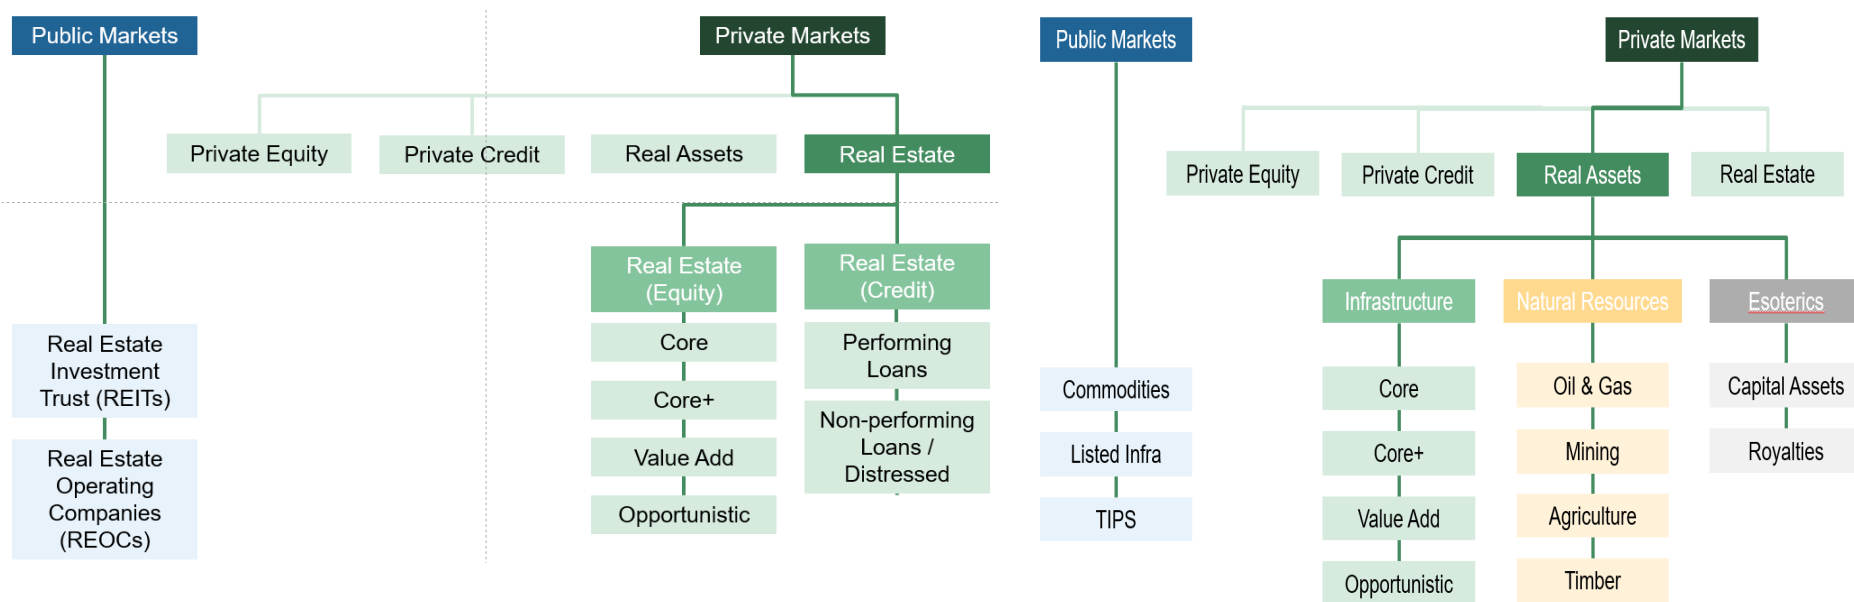 Public Markets
Private Markets
Private Equity
Private Credit
Real Assets
Real Estate
Real Estate
(Equity)
Real Estate
(Credit)
Core
Core+
Value Add
Opportunistic
Performing
Loans
Non-performing
Loans /
Distressed
Real Estate
Investment
Trust (REITs)
Real Estate
Operating
Companies
(REOCs)
Public Markets
Private Markets
Private Equity
Private Credit
Real Assets
Real Estate
Infrastructure
Natural Resources
Esoterics
Commodities
Listed Infra
TIPS
Core
Core+
Value Add
Opportunistic
Oil & Gas
Mining
Agriculture
Timber
Capital Assets
Royalties